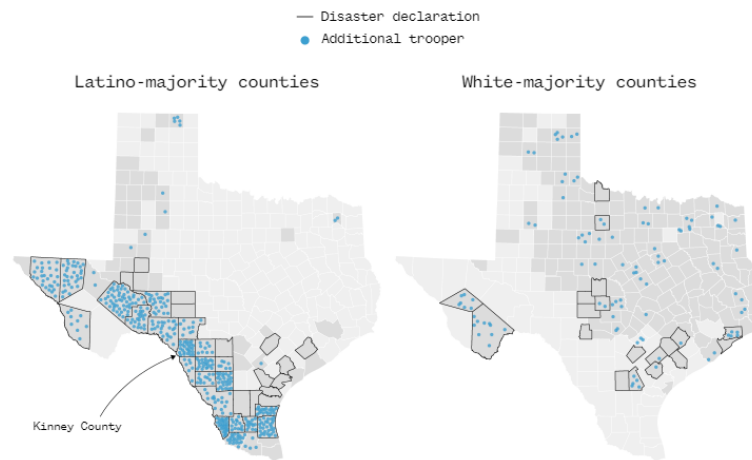 Disaster declaration
Additional trooper
Latino-majority counties
White-majority counties
Kinney County